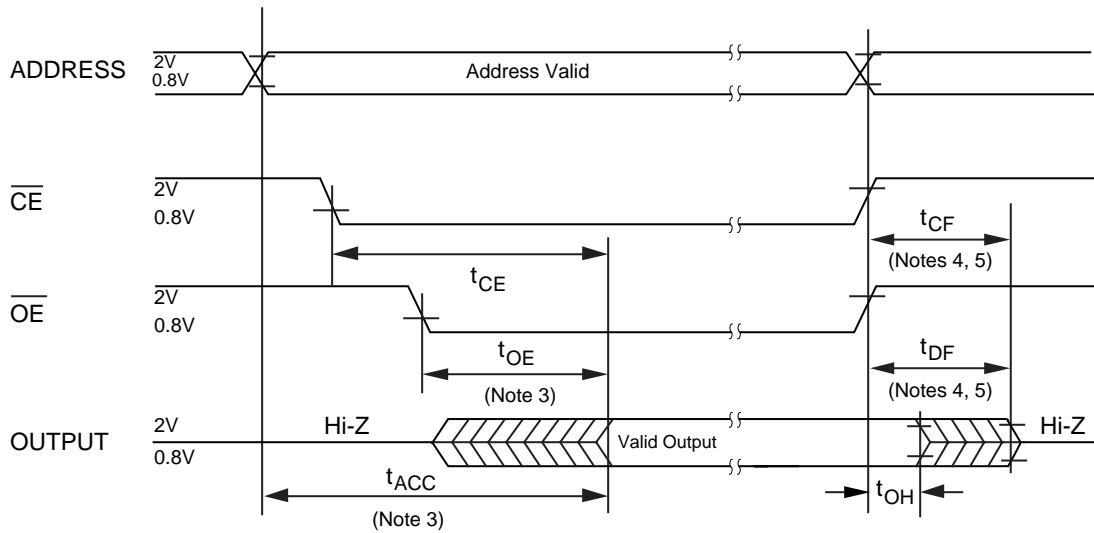 ADDRESS
2V
0.8V
Address Valid
CE
2V
0.8V
tCF
(Notes 4, 5)
tCE
OE
2V
0.8V
tOE
(Note 3)
tDF
(Notes 4, 5)
OUTPUT
2V
0.8V
Hi-Z
Valid Output
Hi-Z
tACC
(Note 3)
tOH